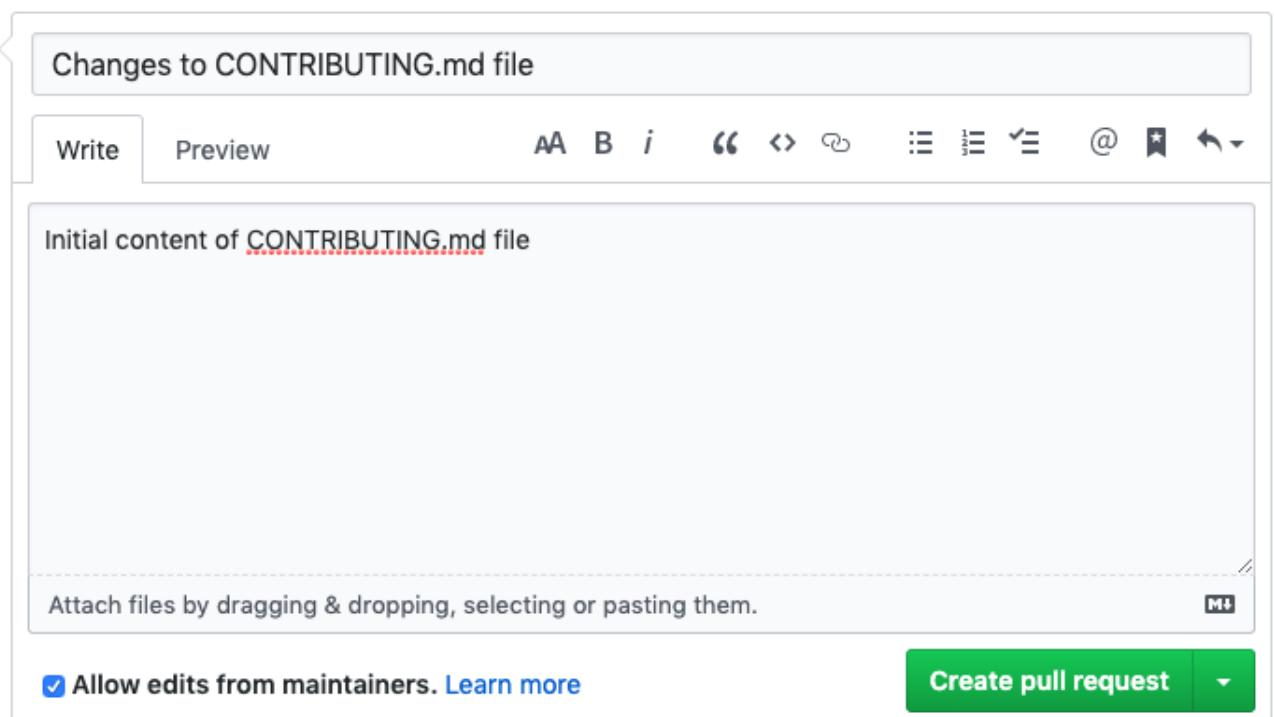 Changes to CONTRIBUTING.md file
Write Preview AA B i “ <> @
Initial content of CONTRIBUTING.md file
Attach files by dragging & dropping, selecting or pasting them. M↓
Allow edits from maintainers. Learn more Create pull request